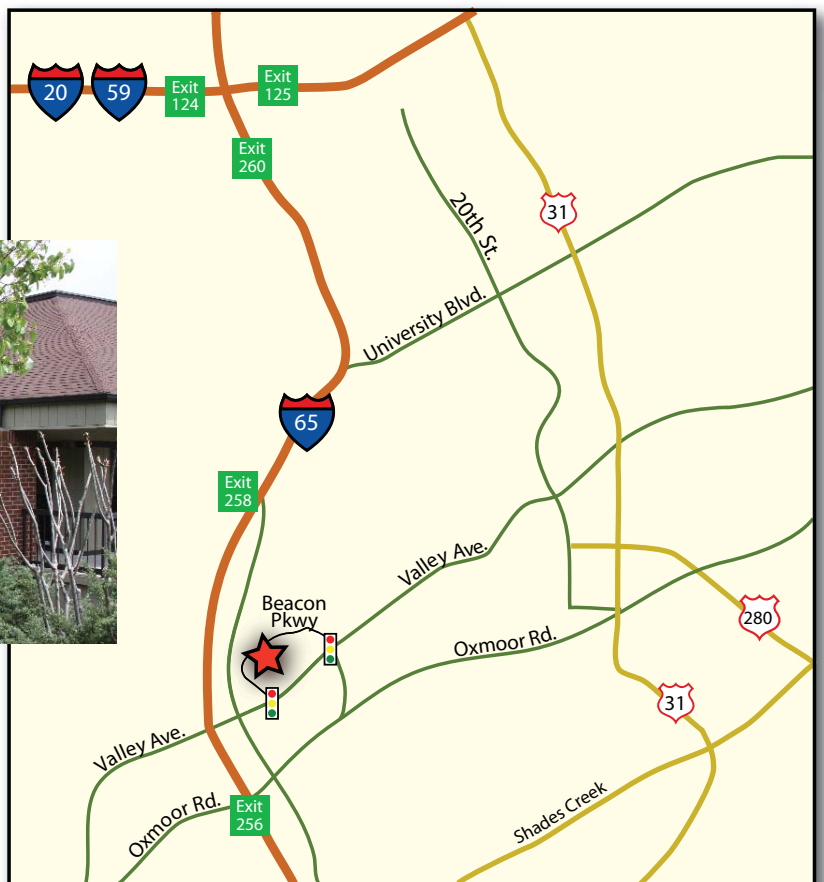 20
59
Exit
124
Exit
125
Exit
260
31
20th St.
University Blvd.
65
Exit
258
Valley Ave.
Beacon
Pkwy
280
Oxmoor Rd.
31
Valley Ave.
Shades Creek
Oxmoor Rd.
Exit
256